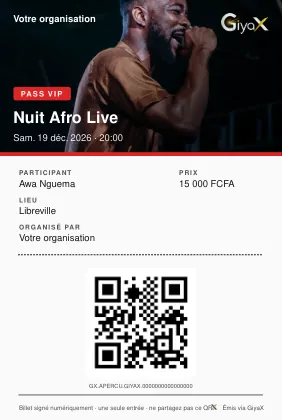 Votre organisation
GiyaX
PASS VIP
Nuit Afro Live
Sam. 19 déc. 2026 · 20:00
PARTICIPANT
Awa Nguema
PRIX
15 000 FCFA
LIEU
Libreville
ORGANISÉ PAR
Votre organisation
GX.APERCU.GIYAX.0000000000000000
Billet signé numériquement · une seule entrée · ne partagez pas ce QR
Émis via GiyaX